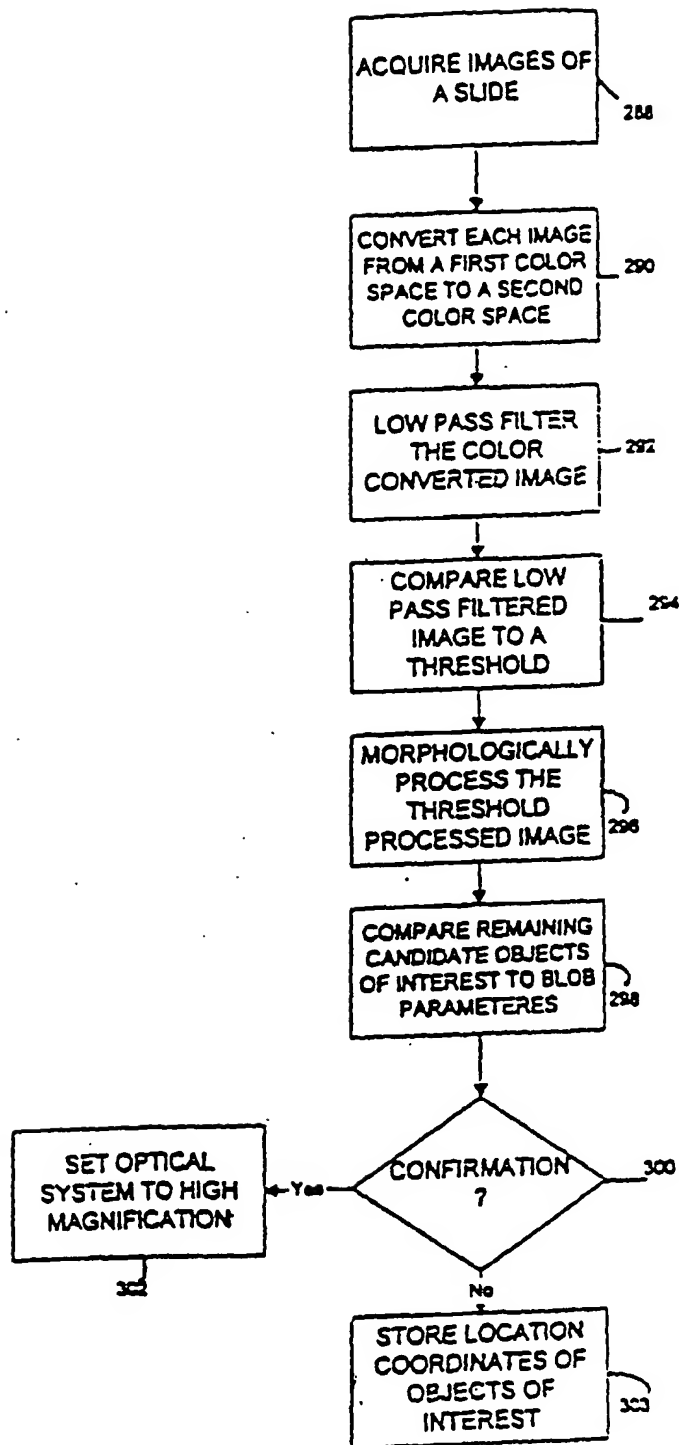 ACQUIRE IMAGES OF
A SLIDE
288
CONVERT EACH IMAGE
FROM A FIRST COLOR
SPACE TO A SECOND
COLOR SPACE
290
LOW PASS FILTER
THE COLOR
CONVERTED IMAGE
292
COMPARE LOW
PASS FILTERED
IMAGE TO A
THRESHOLD
294
MORPHOLOGICALLY
PROCESS THE
THRESHOLD
PROCESSED IMAGE
296
COMPARE REMAINING
CANDIDATE OBJECTS
OF INTEREST TO BLOB
PARAMETERES
298
CONFIRMATION
?
300
Yes
SET OPTICAL
SYSTEM TO HIGH
MAGNIFICATION
302
No
STORE LOCATION
COORDINATES OF
OBJECTS OF
INTEREST
303